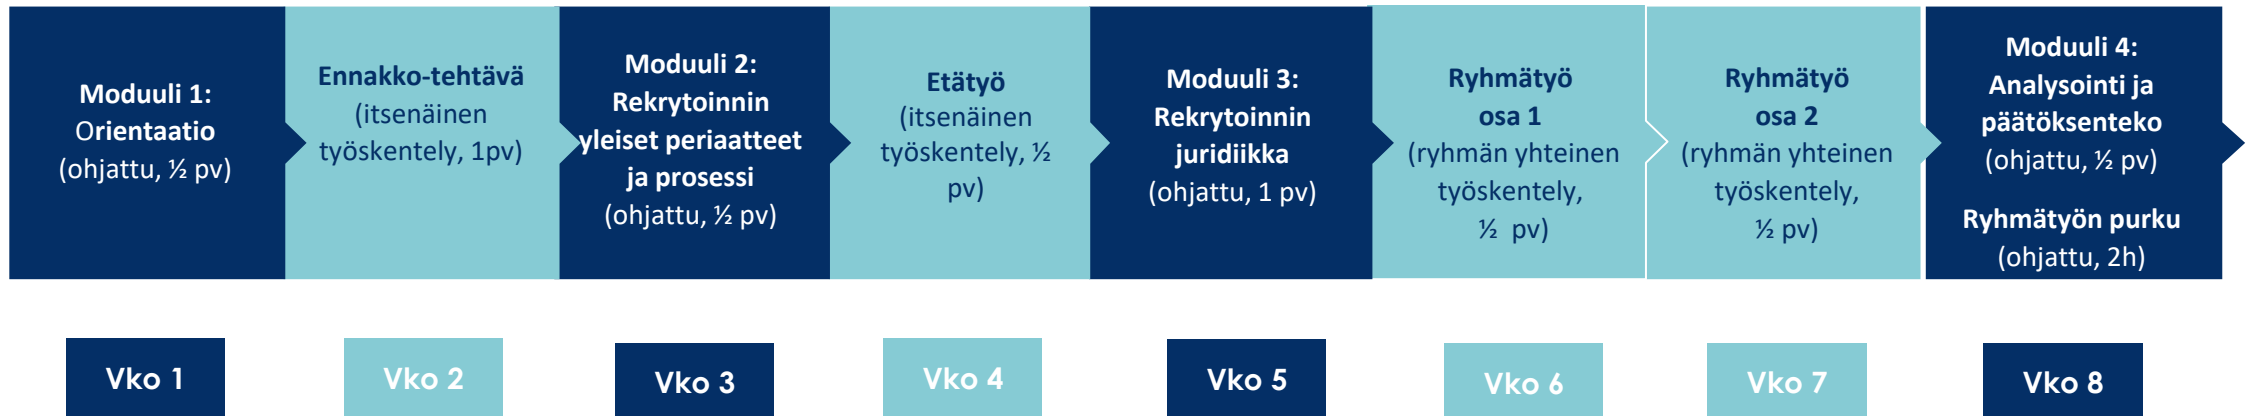 Moduuli 1:
Orientaatio
(ohjattu, ½ pv)
Ennakko-tehtävä
(itsenäinen
työskentely, 1pv)
Moduuli 2:
Rekrytoinnin
yleiset periaatteet
ja prosessi
(ohjattu, ½ pv)
Etätyö
(itsenäinen
työskentely, ½
pv)
Moduuli 3:
Rekrytoinnin
juridiikka
(ohjattu, 1 pv)
Ryhmätyö
osa 1
(ryhmän yhteinen
työskentely,
½ pv)
Ryhmätyö
osa 2
(ryhmän yhteinen
työskentely,
½ pv)
Moduuli 4:
Analysointi ja
päätöksenteko
(ohjattu, ½ pv)
Ryhmätyön purku
(ohjattu, 2h)
Vko 1
Vko 2
Vko 3
Vko 4
Vko 5
Vko 6
Vko 7
Vko 8